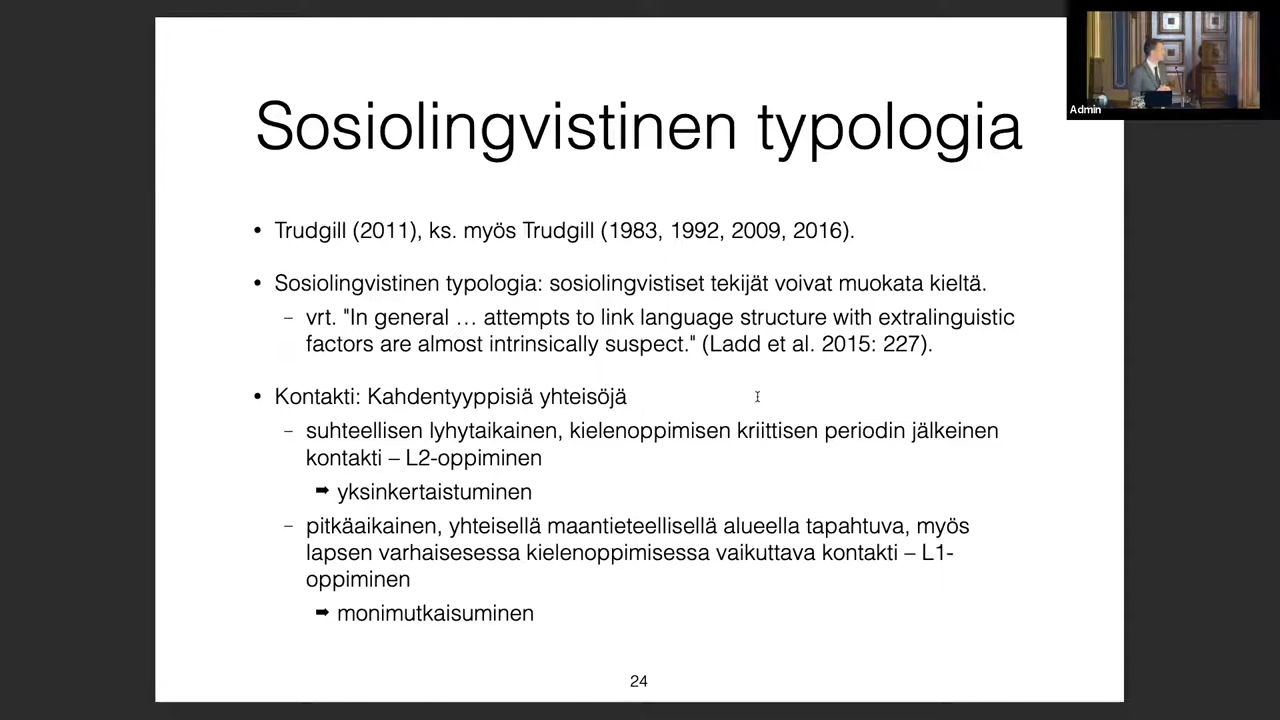 Admin
Sosiolingvistinen typologia
• Trudgill (2011), ks. myös Trudgill (1983, 1992, 2009, 2016).
• Sosiolingvistinen typologia: sosiolingvistiset tekijät voivat muokata kieltä.
– vrt. "In general … attempts to link language structure with extralinguistic
factors are almost intrinsically suspect." (Ladd et al. 2015: 227).
• Kontakti: Kahdentyyppisiä yhteisöjä
– suhteellisen lyhytaikainen, kielenoppimisen kriittisen periodin jälkeinen
kontakti – L2-oppiminen
➡ yksinkertaistuminen
– pitkäaikainen, yhteisellä maantieteellisellä alueella tapahtuva, myös
lapsen varhaisesessa kielenoppimisessa vaikuttava kontakti – L1-
oppiminen
➡ monimutkaisuminen
24